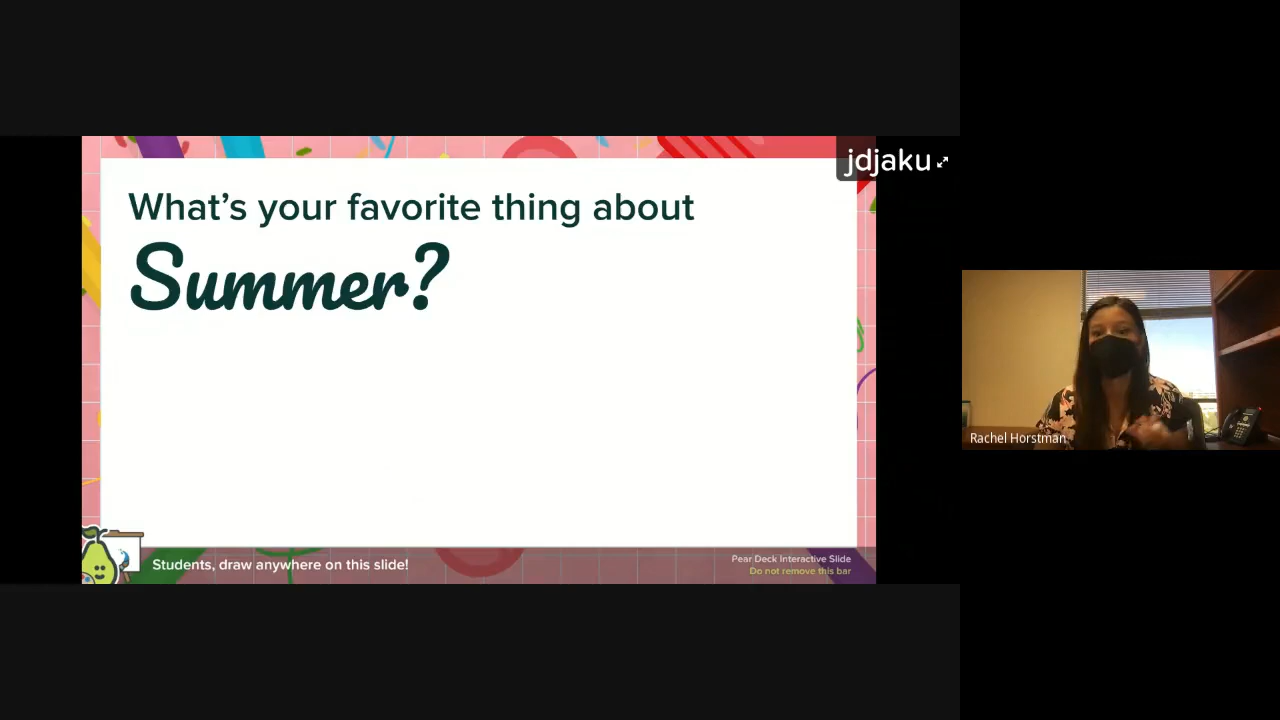 jdjaku
What's your favorite thing about
Summer?
Students, draw anywhere on this slide!
Pear Deck Interactive Slide
Do not remove this bar
Rachel Horstman